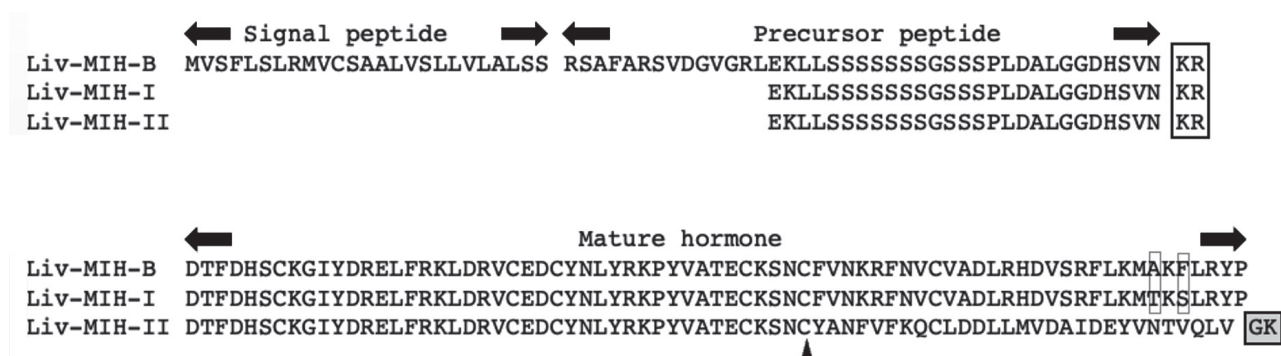 Signal peptide Precursor peptide
Liv-MIH-B MVSFLSLRMVCSAALVSLLVLALSS RSAFARSVDGVGRLEKLLSSSSSSSGSSSPLDALGGDHSVN KR
Liv-MIH-I EKLLSSSSSSSGSSSPLDALGGDHSVN KR
Liv-MIH-II EKLLSSSSSSSGSSSPLDALGGDHSVN KR
Mature hormone
Liv-MIH-B DTFDHSCKGIYDRELFRKLDRVCEDCYNLYRKPYVATECKSNCFVNKRFNVCVADLRHDVSRFLKMAKFLRYP
Liv-MIH-I DTFDHSCKGIYDRELFRKLDRVCEDCYNLYRKPYVATECKSNCFVNKRFNVCVADLRHDVSRFLKMTKSLRYP
Liv-MIH-II DTFDHSCKGIYDRELFRKLDRVCEDCYNLYRKPYVATECKSNCYANFVFKQCLDDLLMVDAIDEYVNTVQLV GK